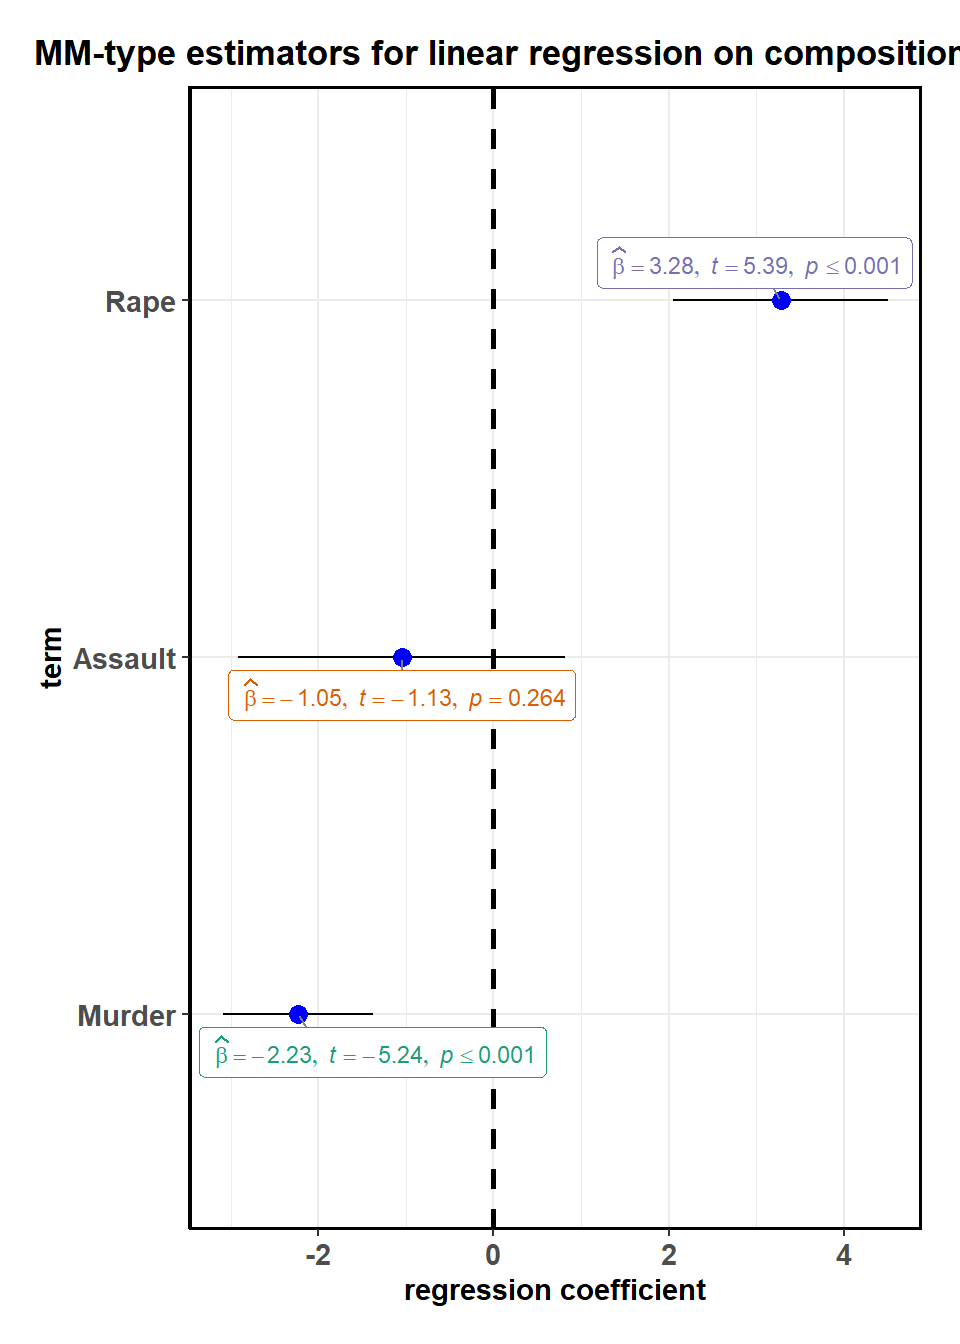 MM-type estimators for linear regression on composition
β̂ = 3.28, t = 5.39, p ≤ 0.001
Rape
term
Assault
β̂ = −1.05, t = −1.13, p = 0.264
Murder
β̂ = −2.23, t = −5.24, p ≤ 0.001
-2 0 2 4
regression coefficient